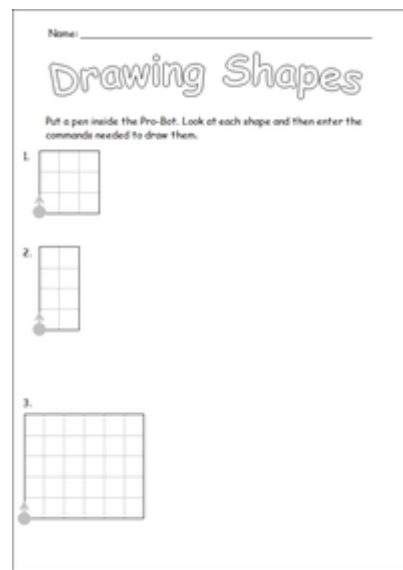 Name:
Drawing Shapes
Put a pen inside the Pro-Bot. Look at each shape and then enter the
commands needed to draw them.
1.
2.
3.